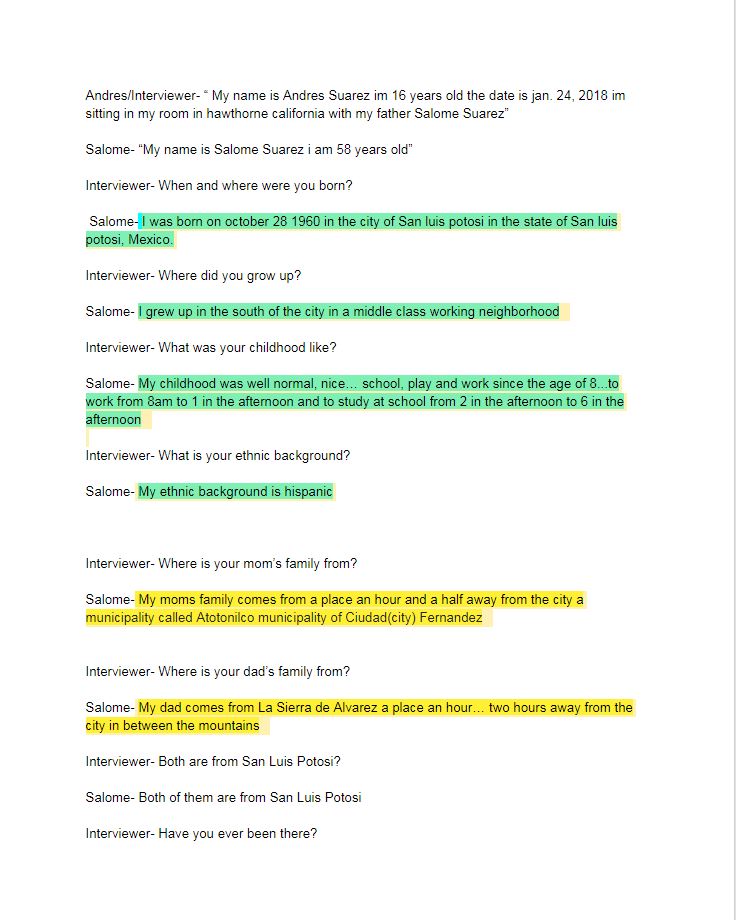 Andres/Interviewer- “ My name is Andres Suarez im 16 years old the date is jan. 24, 2018 im
sitting in my room in hawthorne california with my father Salome Suarez”
Salome- “My name is Salome Suarez i am 58 years old”
Interviewer- When and where were you born?
Salome- I was born on october 28 1960 in the city of San luis potosi in the state of San luis
potosi, Mexico.
Interviewer- Where did you grow up?
Salome- I grew up in the south of the city in a middle class working neighborhood
Interviewer- What was your childhood like?
Salome- My childhood was well normal, nice… school, play and work since the age of 8...to
work from 8am to 1 in the afternoon and to study at school from 2 in the afternoon to 6 in the
afternoon
Interviewer- What is your ethnic background?
Salome- My ethnic background is hispanic
Interviewer- Where is your mom’s family from?
Salome- My moms family comes from a place an hour and a half away from the city a
municipality called Atotonilco municipality of Ciudad(city) Fernandez
Interviewer- Where is your dad’s family from?
Salome- My dad comes from La Sierra de Alvarez a place an hour… two hours away from the
city in between the mountains
Interviewer- Both are from San Luis Potosi?
Salome- Both of them are from San Luis Potosi
Interviewer- Have you ever been there?